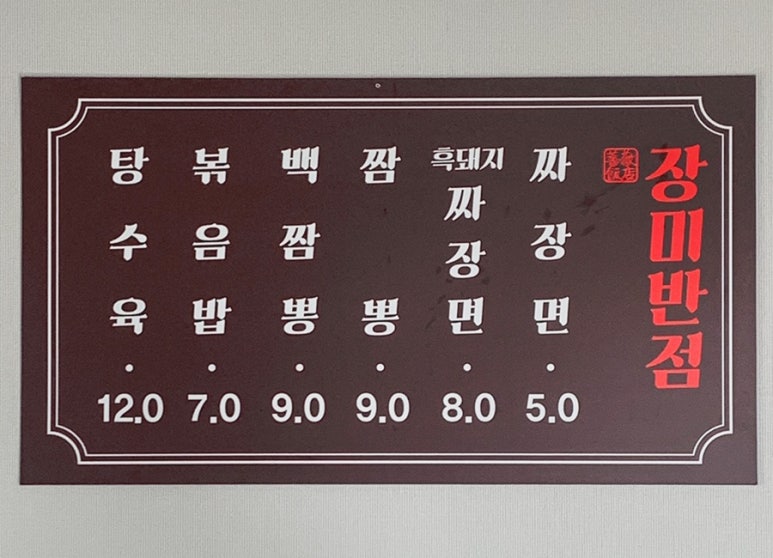 장미반점
짜장면 · 5.0
흑돼지 짜장면 · 8.0
짬뽕 · 9.0
백짬뽕 · 9.0
볶음밥 · 7.0
탕수육 · 12.0